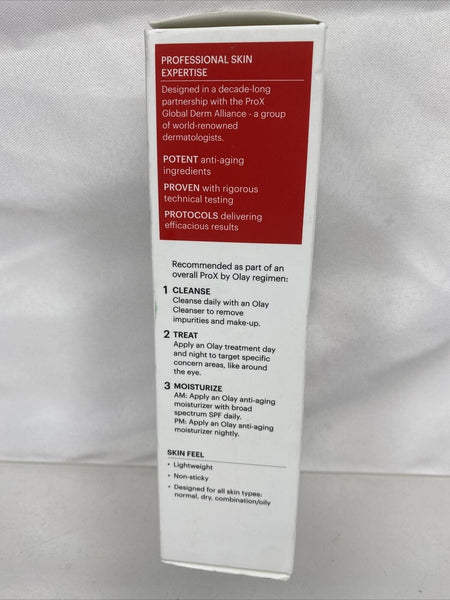 PROFESSIONAL SKIN
EXPERTISE
Designed in a decade-long
partnership with the ProX
Global Derm Alliance - a group
of world-renowned
dermatologists.
POTENT anti-aging
ingredients
PROVEN with rigorous
technical testing
PROTOCOLS delivering
efficacious results
Recommended as part of an
overall ProX by Olay regimen:
1 CLEANSE
Cleanse daily with an Olay
Cleanser to remove
impurities and make-up.
2 TREAT
Apply an Olay treatment day
and night to target specific
concern areas, like around
the eye.
3 MOISTURIZE
AM: Apply an Olay anti-aging
moisturizer with broad
spectrum SPF daily.
PM: Apply an Olay anti-aging
moisturizer nightly.
SKIN FEEL
• Lightweight
• Non-sticky
• Designed for all skin types:
normal, dry, combination/oily